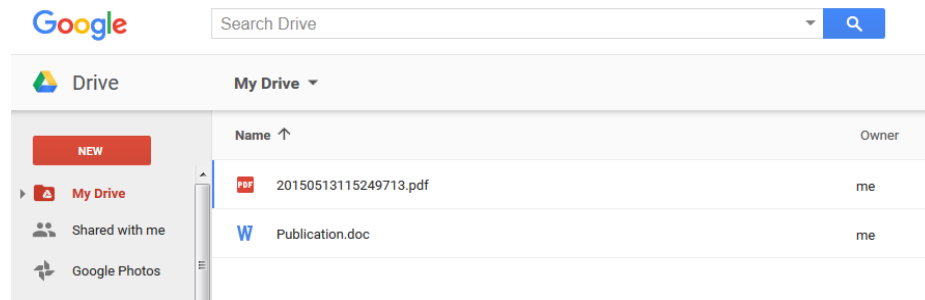 Google
Search Drive
Drive
My Drive
Name
Owner
NEW
My Drive
PDF
20150513115249713.pdf
me
Shared with me
W
Publication.doc
me
Google Photos